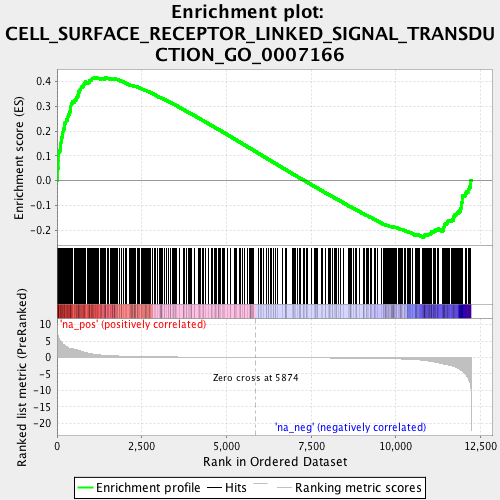 Enrichment plot:
CELL_SURFACE_RECEPTOR_LINKED_SIGNAL_TRANSDU
CTION_GO_0007166
Enrichment score (ES)
0.4
0.3
0.2
0.1
0.0
-0.1
-0.2
Ranked list metric (PreRanked)
10
5
0
-5
-10
-15
-20
'na_pos' (positively correlated)
Zero cross at 5874
'na_neg' (negatively correlated)
0
2,500
5,000
7,500
10,000
12,500
Rank in Ordered Dataset
Enrichment profile
Hits
Ranking metric scores